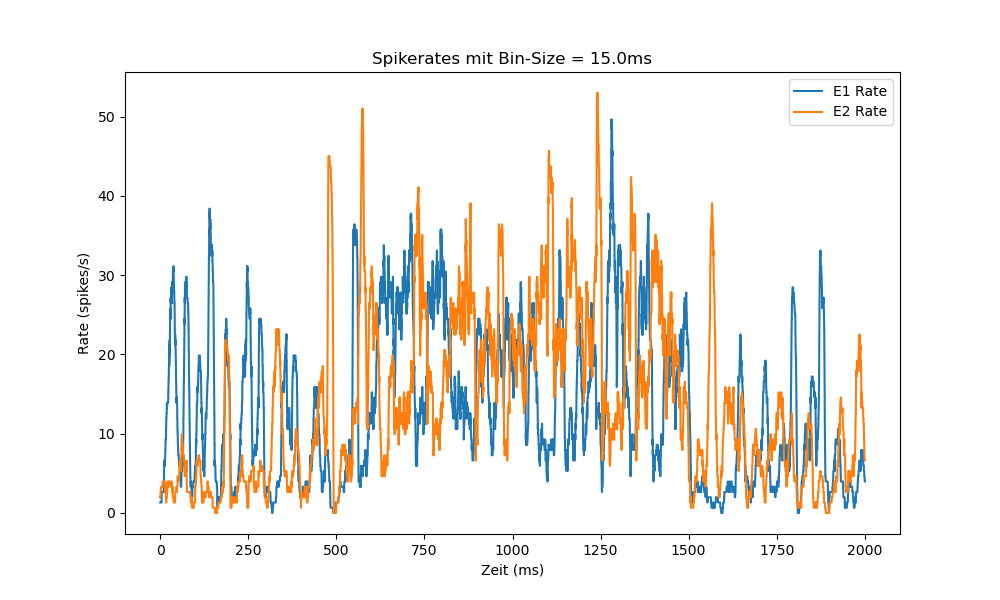 Spikerates mit Bin-Size = 15.0ms
E1 Rate
E2 Rate
50
40
30
20
10
0
Rate (spikes/s)
0 250 500 750 1000 1250 1500 1750 2000
Zeit (ms)